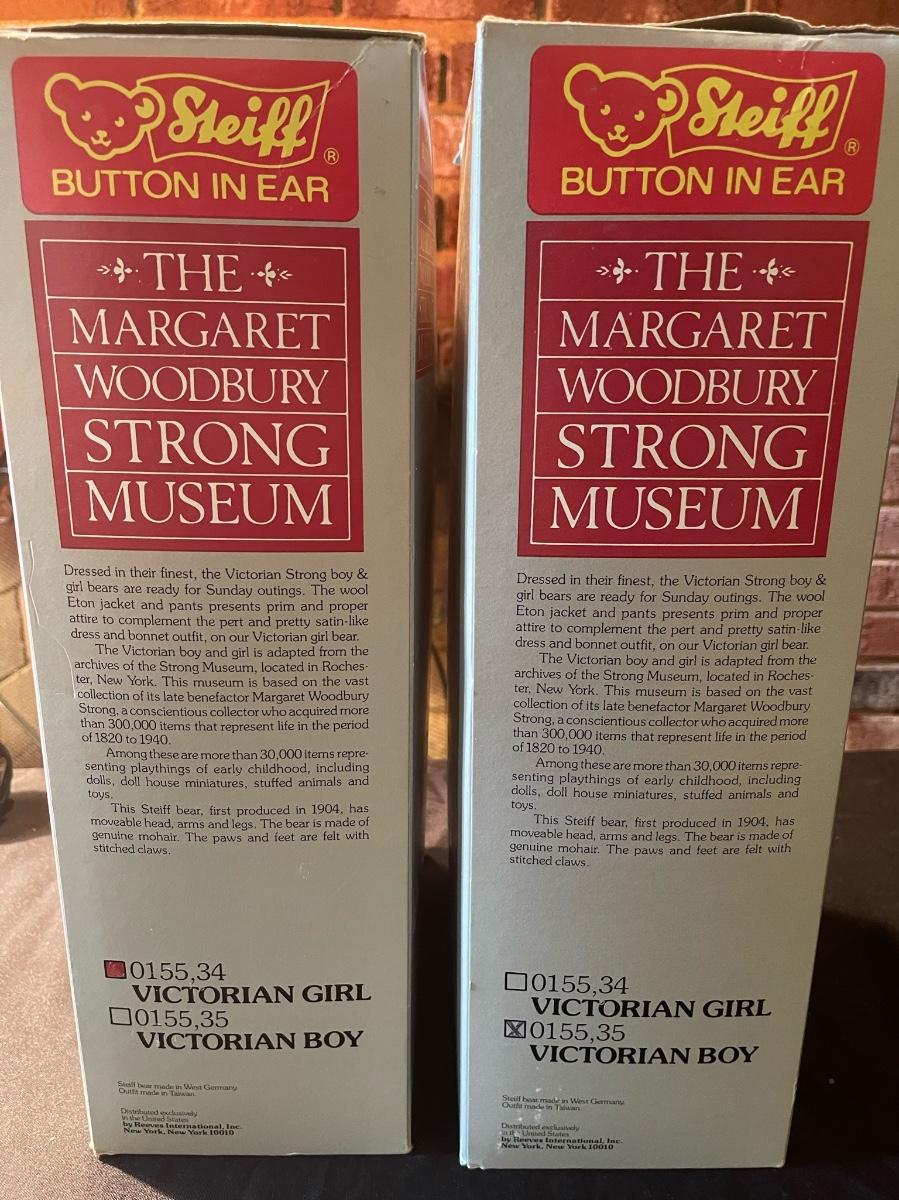 Steiff
®
BUTTON IN EAR
THE
MARGARET
WOODBURY
STRONG
MUSEUM
Dressed in their finest, the Victorian Strong boy &
girl bears are ready for Sunday outings. The wool
Eton jacket and pants presents prim and proper
attire to complement the pert and pretty satin-like
dress and bonnet outfit, on our Victorian girl bear.
The Victorian boy and girl is adapted from the
archives of the Strong Museum, located in Roches-
ter, New York. This museum is based on the vast
collection of its late benefactor Margaret Woodbury
Strong, a conscientious collector who acquired more
than 300,000 items that represent life in the period
of 1820 to 1940.
Among these are more than 30,000 items repre-
senting playthings of early childhood, including
dolls, doll house miniatures, stuffed animals and
toys.
This Steiff bear, first produced in 1904, has
moveable head, arms and legs. The bear is made of
genuine mohair. The paws and feet are felt with
stitched claws.
0155,34
VICTORIAN GIRL
0155,35
VICTORIAN BOY
Steiff bear made in West Germany
Outfit made in Taiwan.
Distributed exclusively
in the United States
by Reeves International, Inc.
New York, New York 10010
Steiff
®
BUTTON IN EAR
THE
MARGARET
WOODBURY
STRONG
MUSEUM
Dressed in their finest, the Victorian Strong boy &
girl bears are ready for Sunday outings. The wool
Eton jacket and pants presents prim and proper
attire to complement the pert and pretty satin-like
dress and bonnet outfit, on our Victorian girl bear.
The Victorian boy and girl is adapted from the
archives of the Strong Museum, located in Roches-
ter, New York. This museum is based on the vast
collection of its late benefactor Margaret Woodbury
Strong, a conscientious collector who acquired more
than 300,000 items that represent life in the period
of 1820 to 1940.
Among these are more than 30,000 items repre-
senting playthings of early childhood, including
dolls, doll house miniatures, stuffed animals and
toys.
This Steiff bear, first produced in 1904, has
moveable head, arms and legs. The bear is made of
genuine mohair. The paws and feet are felt with
stitched claws.
0155,34
VICTORIAN GIRL
0155,35
VICTORIAN BOY
Steiff bear made in West Germany
Outfit made in Taiwan
Distributed exclusively
in the United States
by Reeves International, Inc.
New York, New York 10010